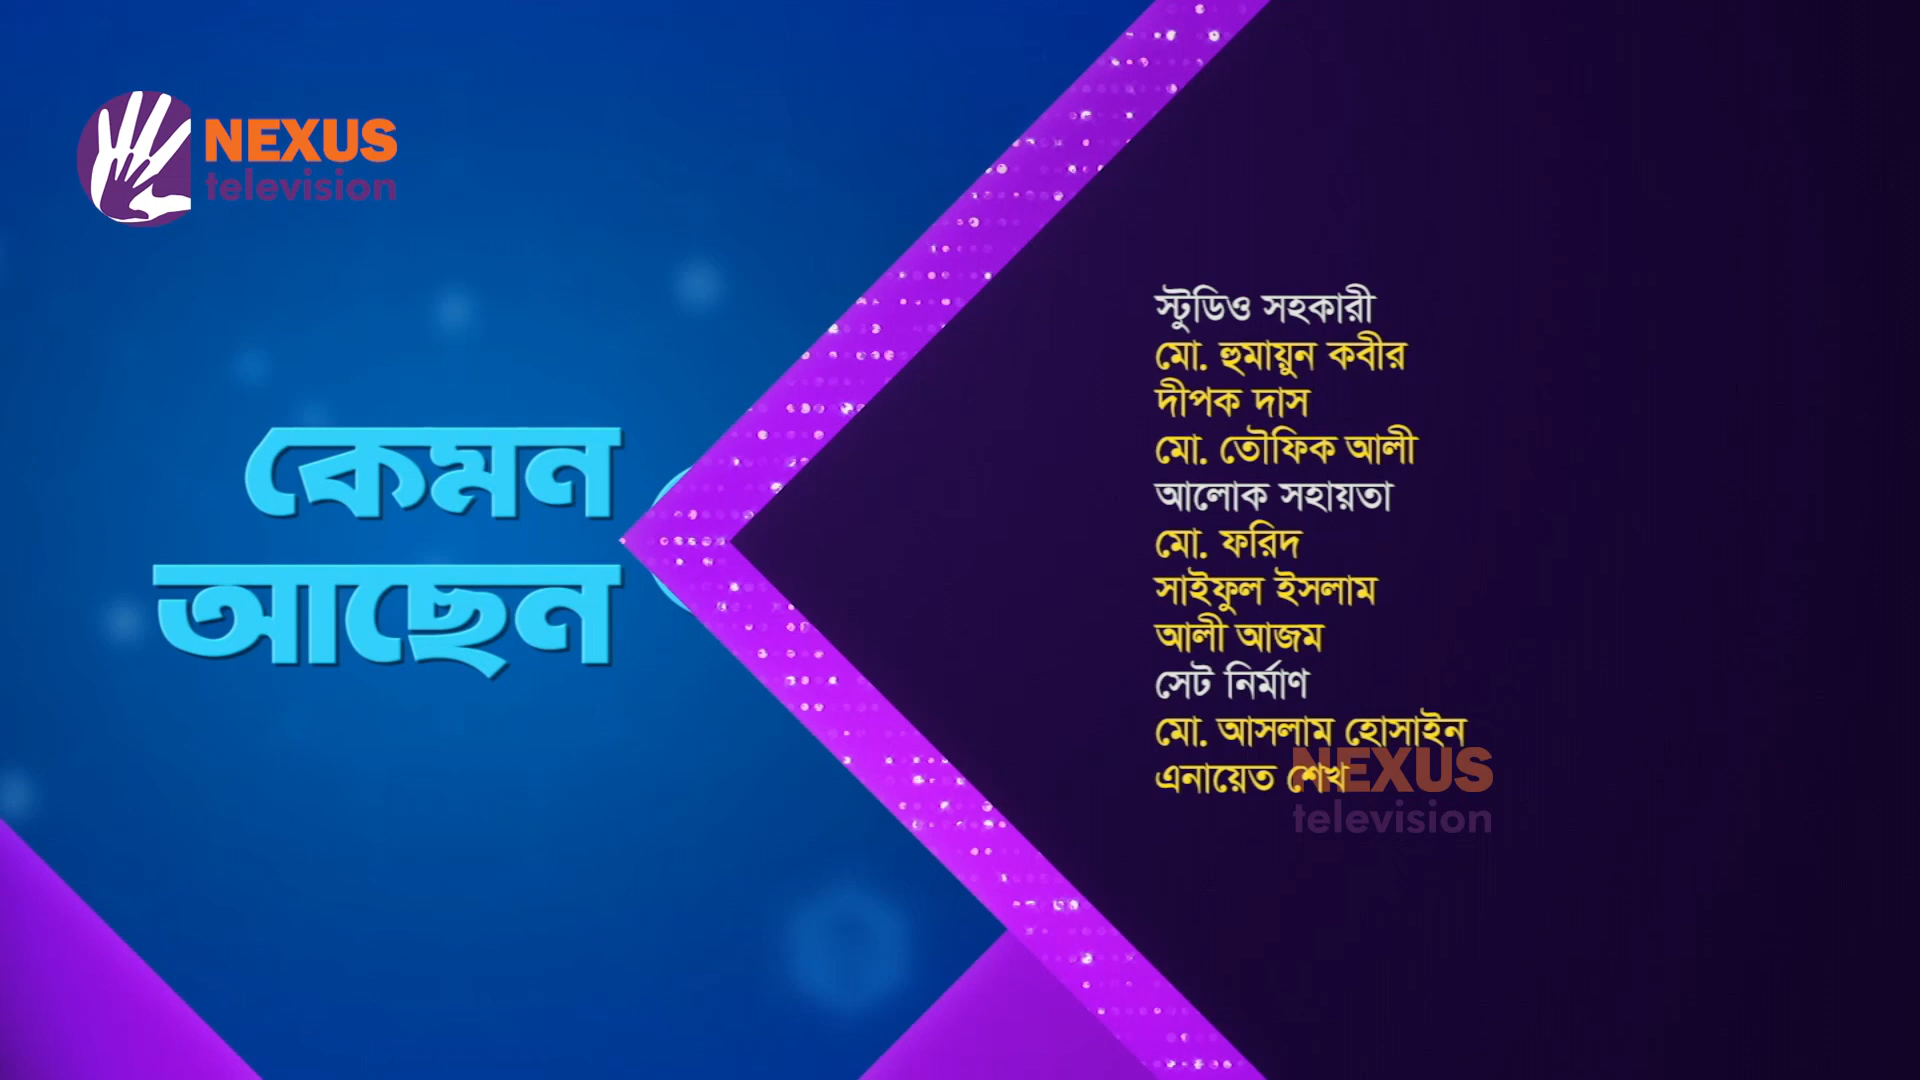 NEXUS
television
কেমন
আছেন
স্টুডিও সহকারী
মো. হুমায়ুন কবীর
দীপক দাস
মো. তৌফিক আলী
আলোক সহায়তা
মো. ফরিদ
সাইফুল ইসলাম
আলী আজম
সেট নির্মাণ
মো. আসলাম হোসাইন
এনায়েত শেখ
NEXUS
television